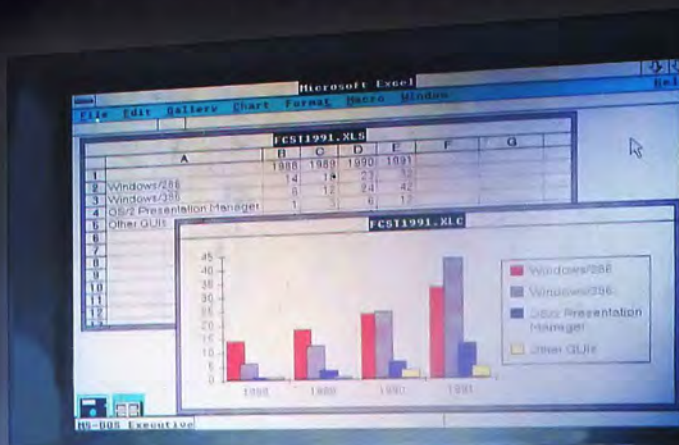 Microsoft Excel
File Edit Gallery Chart Format Macro Window
FCST1991.XLS
A B C D E F G
1 1988 1989 1990 1991
2 Windows/286 14 23
3 Windows/386 6 12 24 42
4 OS/2 Presentation Manager 1 3 6
5 Other GUIs
6
7
8
9
10
11
12
FCST1991.XLC
45
40
35
30
25
20
15
10
5
0
1988 1989 1990 1991
Windows/286
Windows/386
OS/2 Presentation
Manager
Other GUIs
MS-DOS Executive